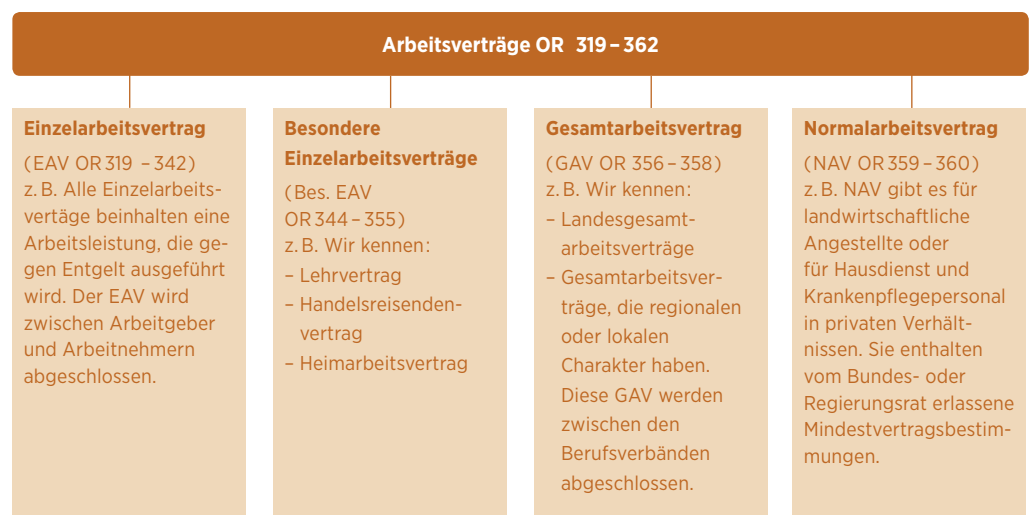 Arbeitsverträge OR 319 – 362
Einzelarbeitsvertrag
(EAV OR 319 – 342)
z. B. Alle Einzelarbeits-
vertäge beinhalten eine
Arbeitsleistung, die ge-
gen Entgelt ausgeführt
wird. Der EAV wird
zwischen Arbeitgeber
und Arbeitnehmern
abgeschlossen.
Besondere
Einzelarbeitsverträge
(Bes. EAV
OR 344 – 355)
z. B. Wir kennen:
– Lehrvertrag
– Handelsreisenden-
vertrag
– Heimarbeitsvertrag
Gesamtarbeitsvertrag
(GAV OR 356 – 358)
z. B. Wir kennen:
– Landesgesamt-
arbeitsverträge
– Gesamtarbeitsver-
träge, die regionalen
oder lokalen
Charakter haben.
Diese GAV werden
zwischen den
Berufsverbänden
abgeschlossen.
Normalarbeitsvertrag
(NAV OR 359 – 360)
z. B. NAV gibt es für
landwirtschaftliche
Angestellte oder
für Hausdienst und
Krankenpflegepersonal
in privaten Verhält-
nissen. Sie enthalten
vom Bundes- oder
Regierungsrat erlassene
Mindestvertragsbestim-
mungen.